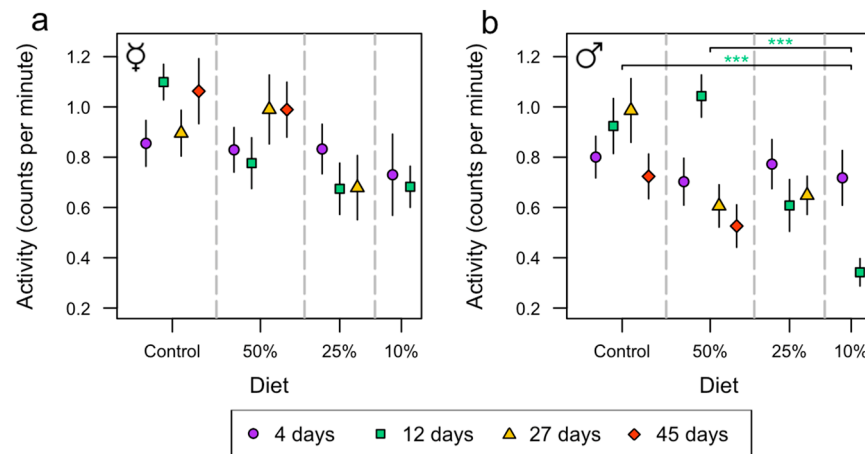 a
⚥
1.2
1.0
0.8
0.6
0.4
0.2
Activity (counts per minute)
Control 50% 25% 10%
Diet
b
♂
***
***
1.2
1.0
0.8
0.6
0.4
0.2
Activity (counts per minute)
Control 50% 25% 10%
Diet
4 days 12 days 27 days 45 days